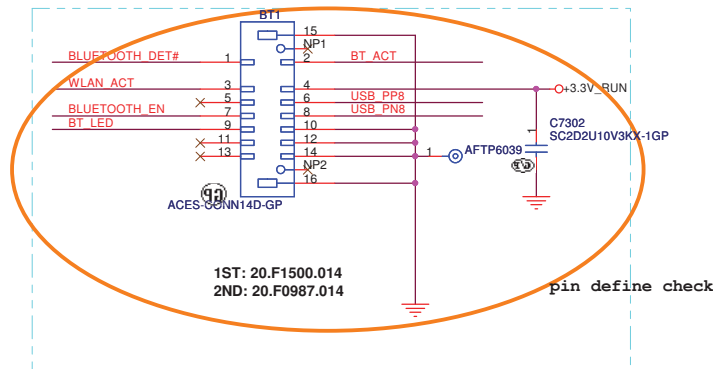 BT1
15
NP1
BLUETOOTH_DET#
1
2
BT_ACT
WLAN_ACT
3
4
+3.3V_RUN
5
6
USB_PP8
BLUETOOTH_EN
7
8
USB_PN8
BT_LED
9
10
11
12
13
14
1
AFTP6039
NP2
16
1
C7302
SC2D2U10V3KX-1GP
GP
ACES-CONN14D-GP
1ST: 20.F1500.014
2ND: 20.F0987.014
pin define check